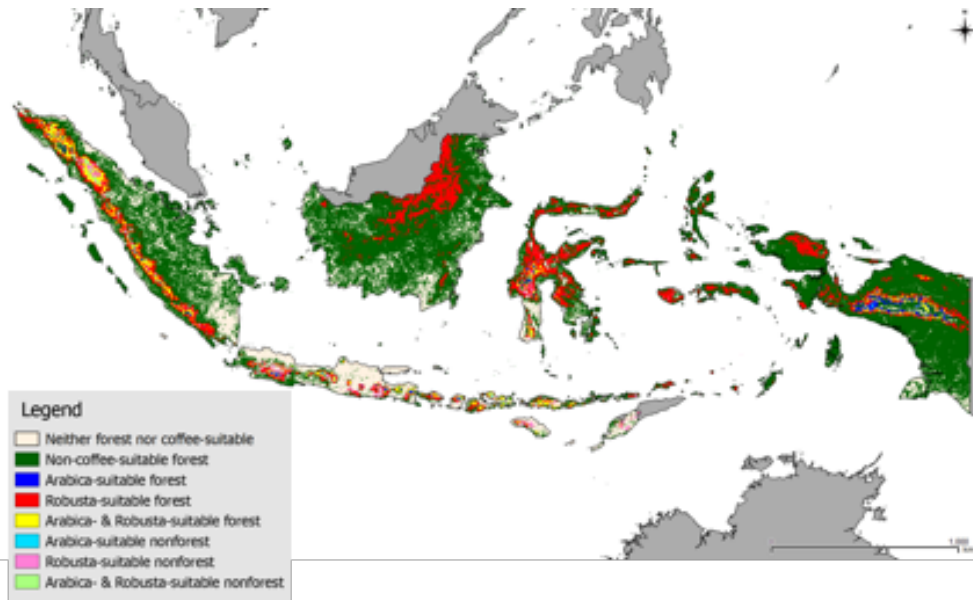 Legend
Neither forest nor coffee-suitable
Non-coffee-suitable forest
Arabica-suitable forest
Robusta-suitable forest
Arabica- & Robusta-suitable forest
Arabica-suitable nonforest
Robusta-suitable nonforest
Arabica- & Robusta-suitable nonforest